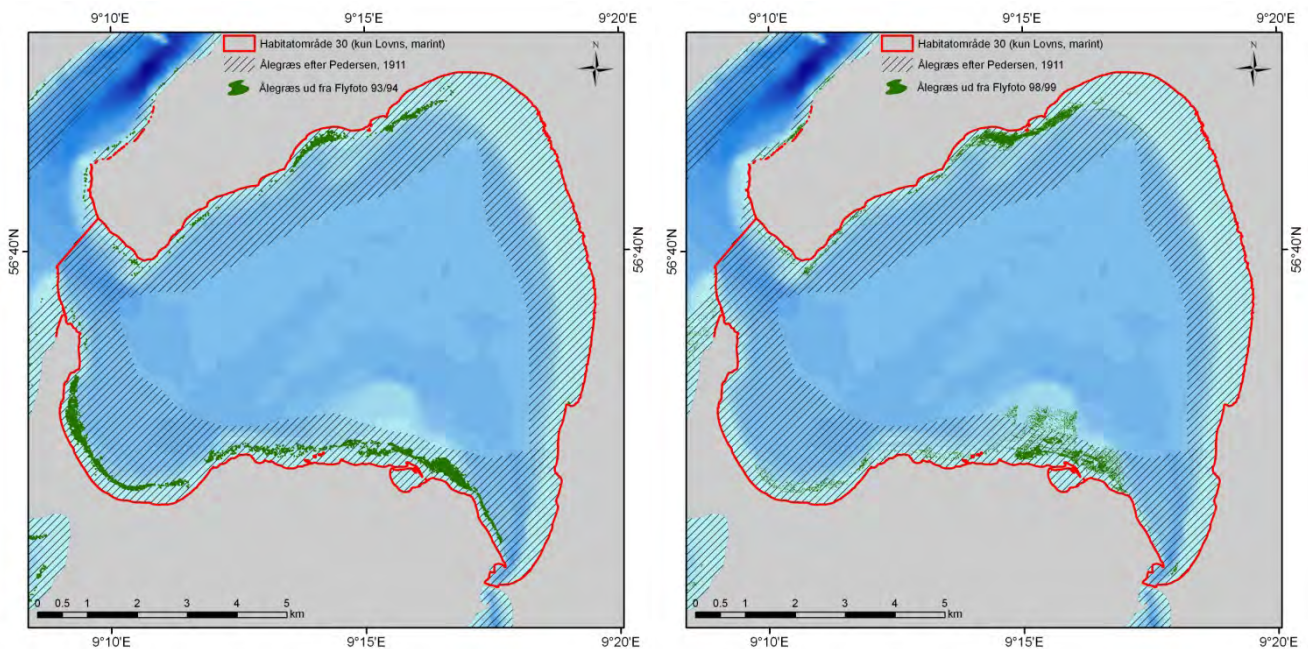 9°10'E 9°15'E 9°20'E
Habitatområde 30 (kun Lovns, marint)
Ålegræs efter Pedersen, 1911
Ålegræs ud fra Flyfoto 93/94
N
56°40'N
56°40'N
0 0.5 1 2 3 4 5
km
9°10'E 9°15'E 9°20'E
9°10'E 9°15'E 9°20'E
Habitatområde 30 (kun Lovns, marint)
Ålegræs efter Pedersen, 1911
Ålegræs ud fra Flyfoto 98/99
N
56°40'N
0 0.5 1 2 3 4 5
km
9°10'E 9°15'E 9°20'E